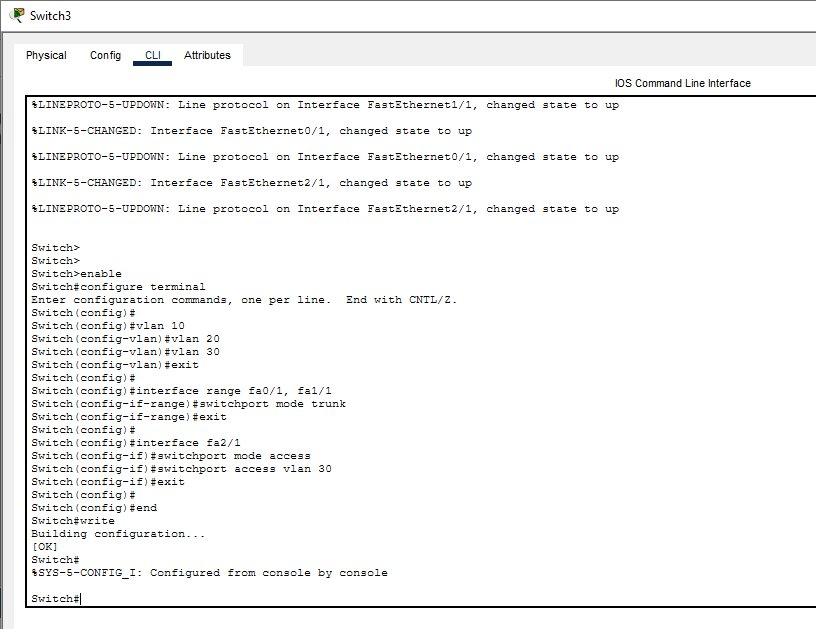 Switch3
Physical Config CLI Attributes
IOS Command Line Interface
%LINEPROTO-5-UPDOWN: Line protocol on Interface FastEthernet1/1, changed state to up
%LINK-5-CHANGED: Interface FastEthernet0/1, changed state to up
%LINEPROTO-5-UPDOWN: Line protocol on Interface FastEthernet0/1, changed state to up
%LINK-5-CHANGED: Interface FastEthernet2/1, changed state to up
%LINEPROTO-5-UPDOWN: Line protocol on Interface FastEthernet2/1, changed state to up
Switch>
Switch>
Switch>enable
Switch#configure terminal
Enter configuration commands, one per line.  End with CNTL/Z.
Switch(config)#
Switch(config)#vlan 10
Switch(config-vlan)#vlan 20
Switch(config-vlan)#vlan 30
Switch(config-vlan)#exit
Switch(config)#
Switch(config)#interface range fa0/1, fa1/1
Switch(config-if-range)#switchport mode trunk
Switch(config-if-range)#exit
Switch(config)#
Switch(config)#interface fa2/1
Switch(config-if)#switchport mode access
Switch(config-if)#switchport access vlan 30
Switch(config-if)#exit
Switch(config)#
Switch(config)#end
Switch#write
Building configuration...
[OK]
Switch#
%SYS-5-CONFIG_I: Configured from console by console
Switch#